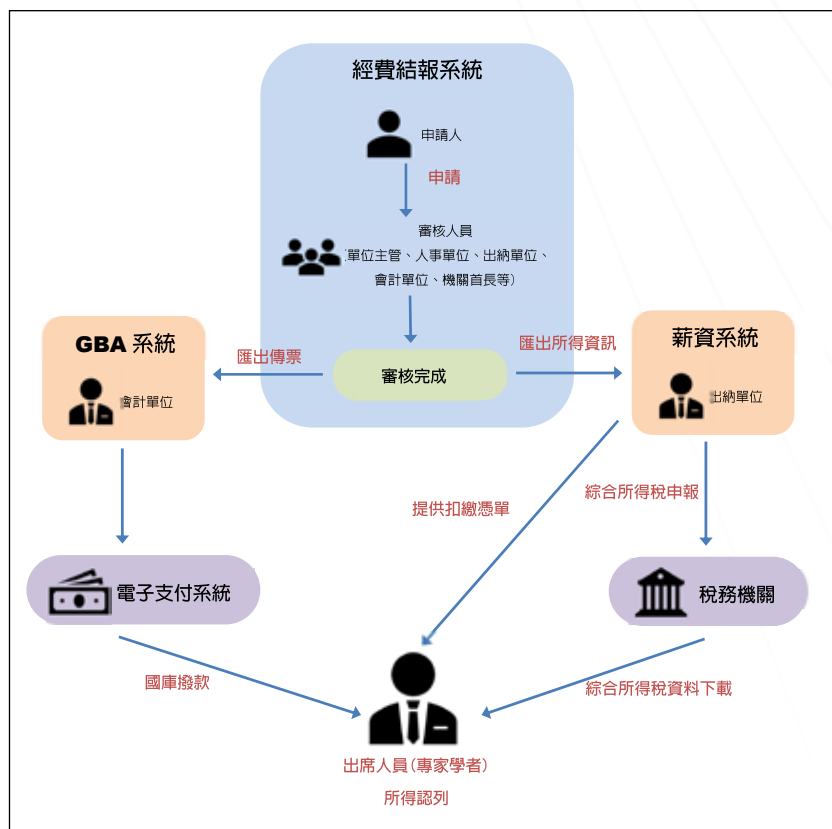 經費結報系統
申請人
申請
審核人員
單位主管、人事單位、出納單位、
會計單位、機關首長等)
審核完成
匯出傳票
匯出所得資訊
GBA 系統
會計單位
薪資系統
出納單位
提供扣繳憑單
綜合所得稅申報
電子支付系統
稅務機關
國庫撥款
綜合所得稅資料下載
出席人員(專家學者)
所得認列